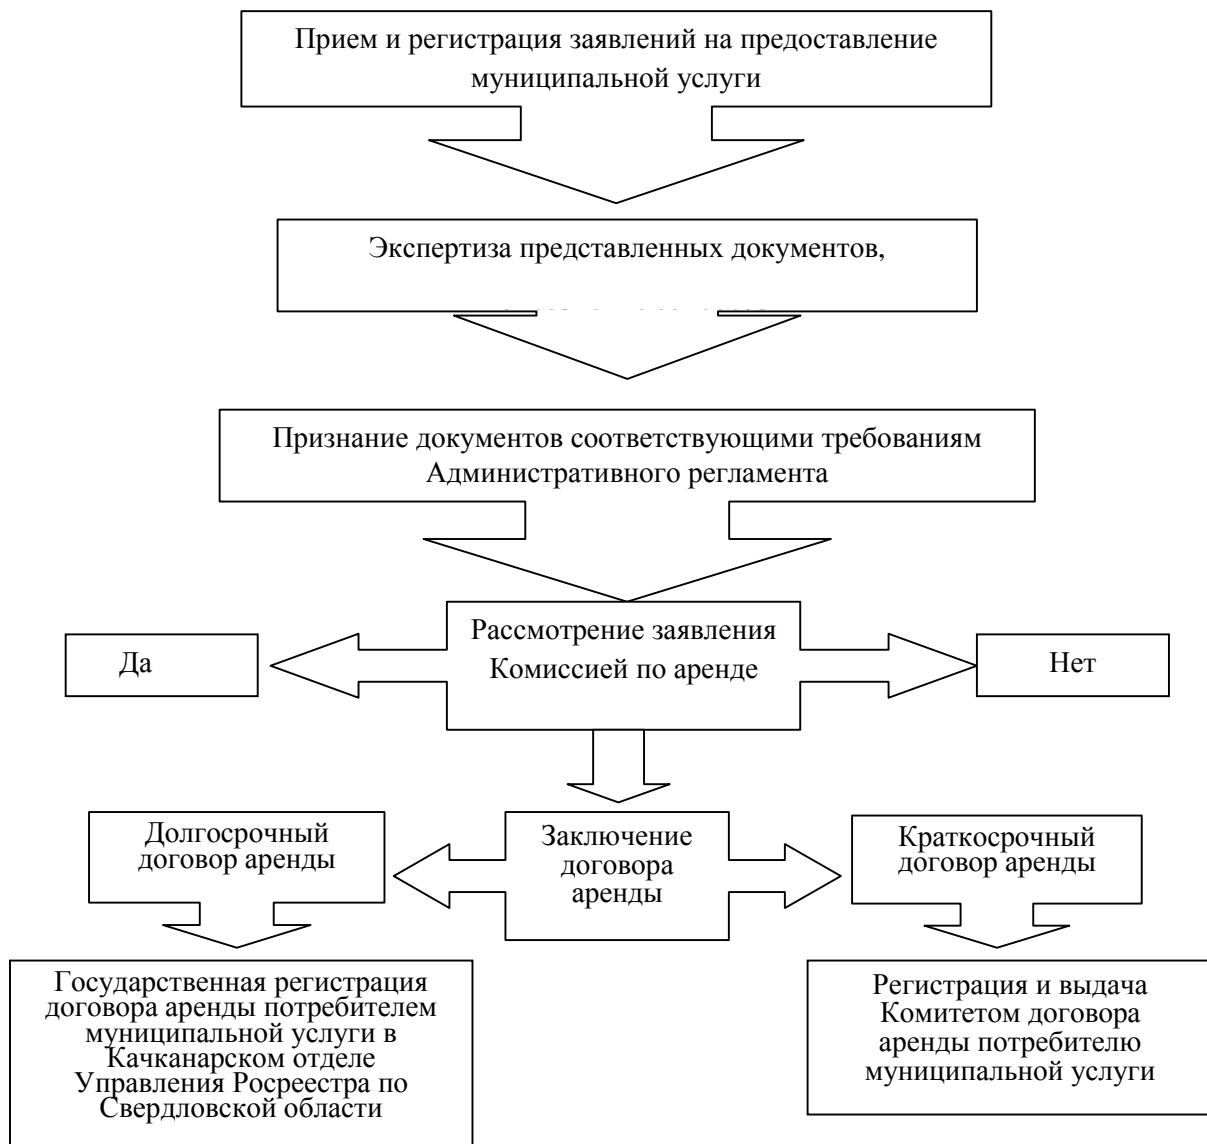 Прием и регистрация заявлений на предоставление
муниципальной услуги
Экспертиза представленных документов,
Признание документов соответствующими требованиям
Административного регламента
Рассмотрение заявления
Комиссией по аренде
Да
Нет
Долгосрочный
договор аренды
Заключение
договора
аренды
Краткосрочный
договор аренды
Государственная регистрация
договора аренды потребителем
муниципальной услуги в
Качканарском отделе
Управления Росреестра по
Свердловской области
Регистрация и выдача
Комитетом договора
аренды потребителю
муниципальной услуги